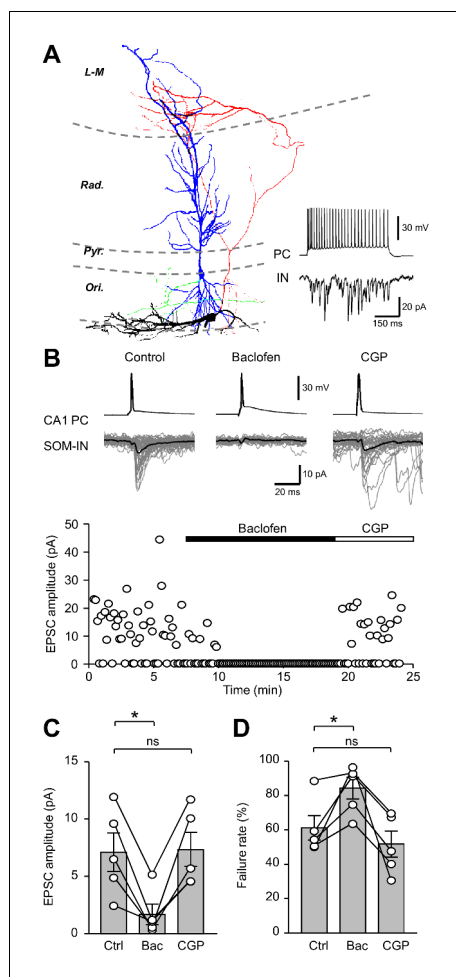 A
L-M
Rad.
Pyr.
Ori.
PC
30 mV
IN
20 pA
150 ms
B
Control
Baclofen
CGP
30 mV
CA1 PC
SOM-IN
10 pA
20 ms
Baclofen
CGP
EPSC amplitude (pA)
50
40
30
20
10
0
0
5
10
15
20
25
Time (min)
C
*
ns
EPSC amplitude (pA)
15
10
5
0
Ctrl
Bac
CGP
D
*
ns
Failure rate (%)
100
80
60
40
20
0
Ctrl
Bac
CGP